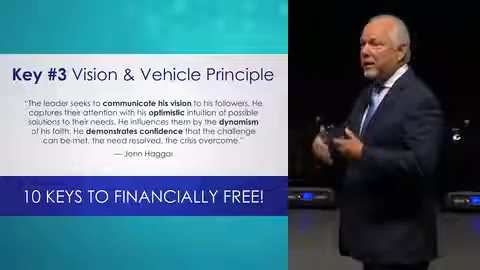 Key #3 Vision & Vehicle Principle
"The leader seeks to communicate his vision to his followers. He
captures their attention with his optimistic intuition of possible
solutions to their needs. He influences them by the dynamism
of his faith. He demonstrates confidence that the challenge
can be met, the need resolved, the crisis overcome."
— John Haggai
10 KEYS TO FINANCIALLY FREE!